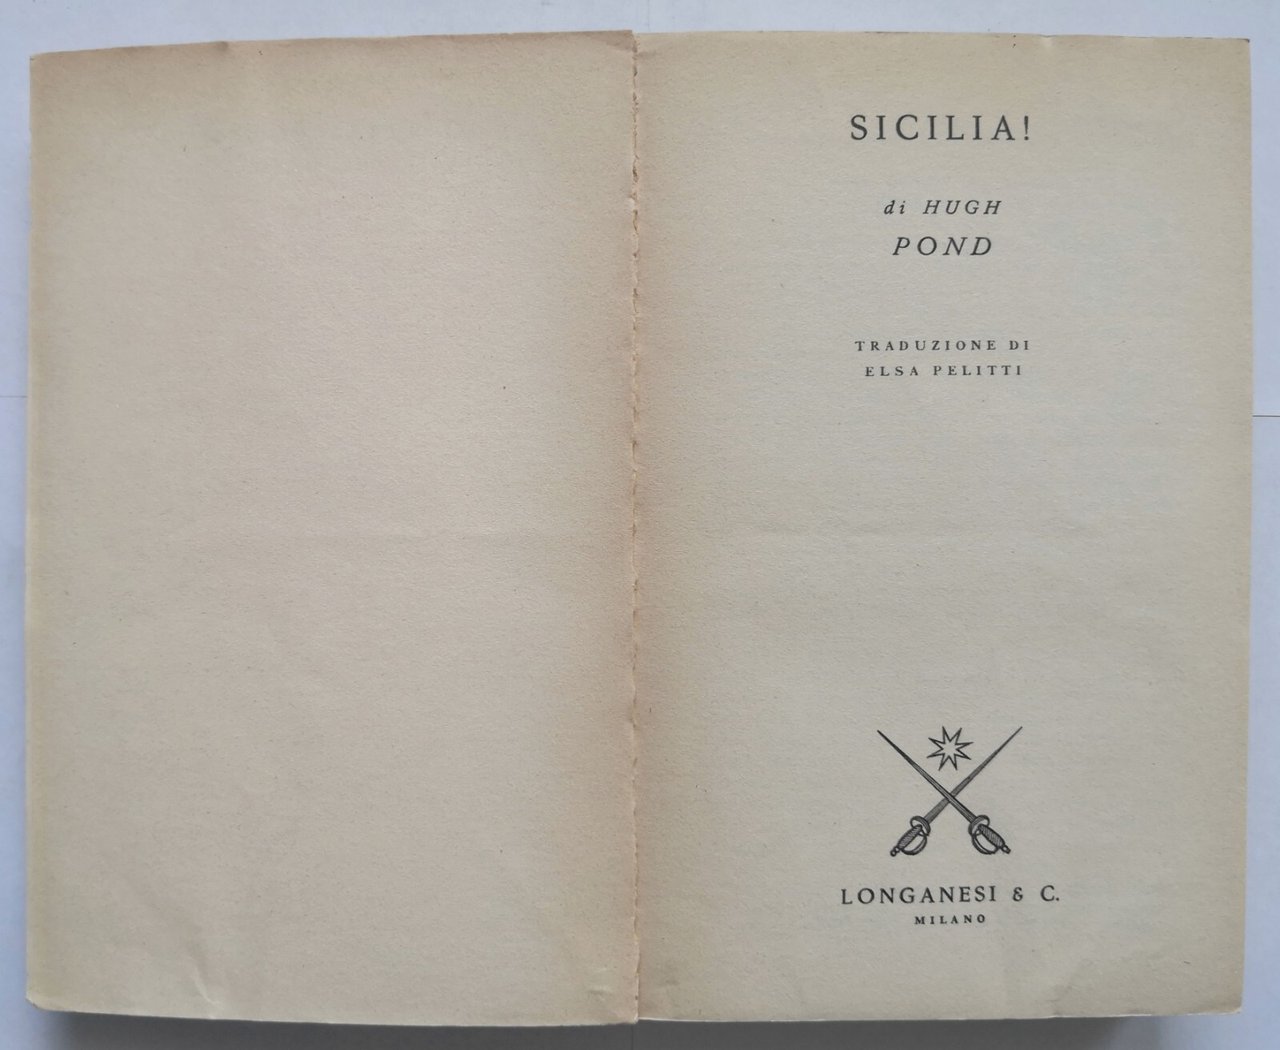 SICILIA!
di HUGH
POND
TRADUZIONE DI
ELSA PELITTI
LONGANESI & C.
MILANO